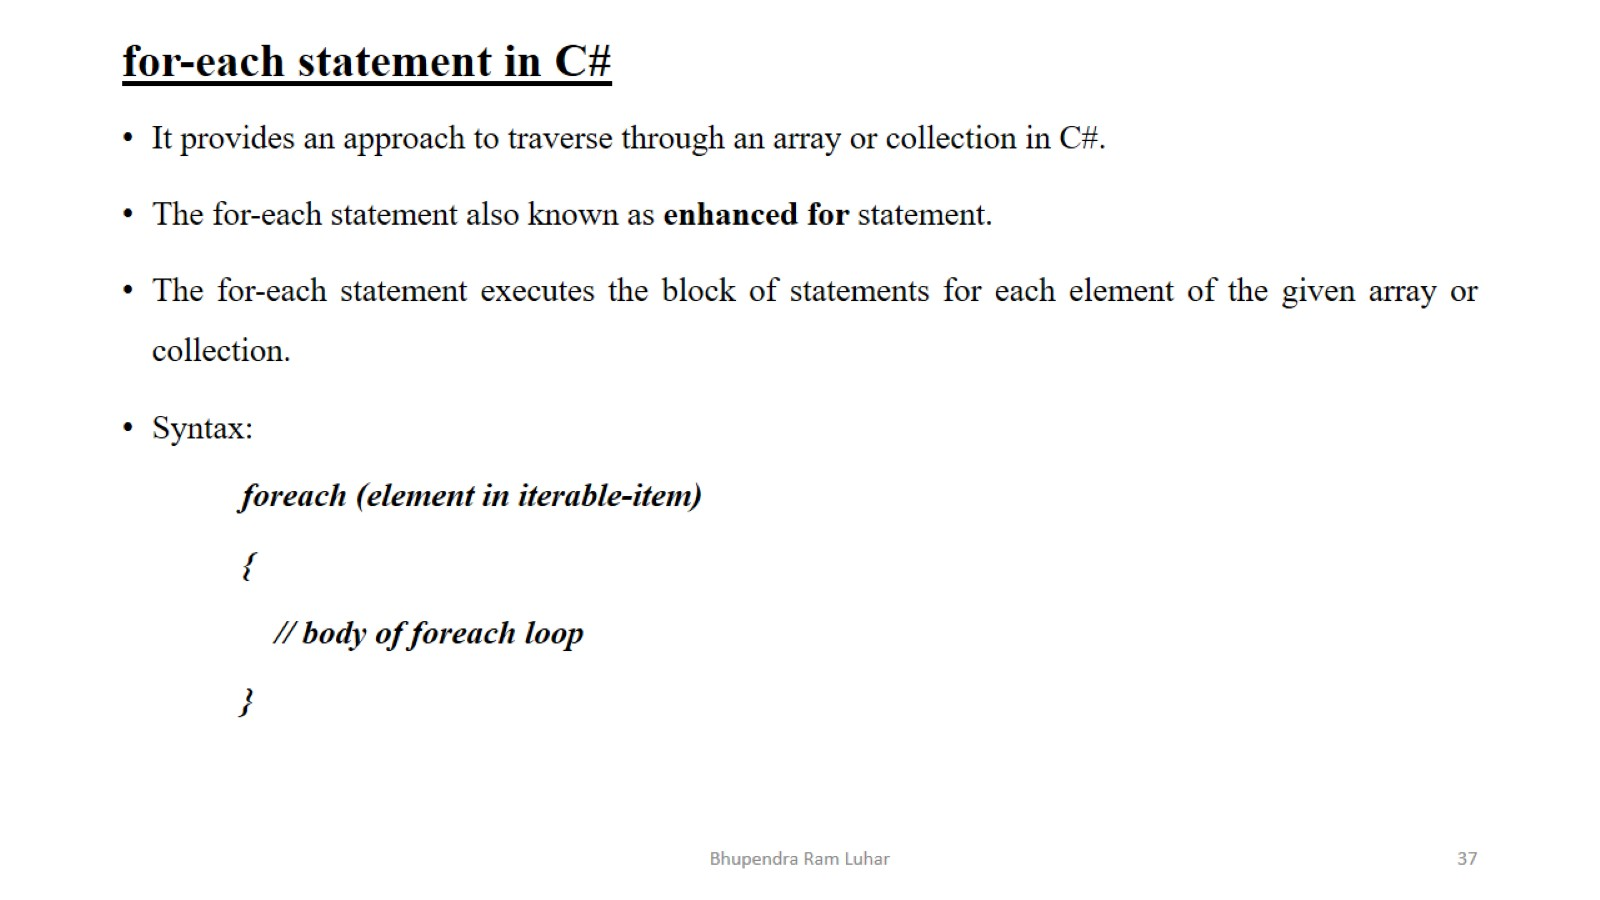 for-each statement in C#
• It provides an approach to traverse through an array or collection in C#.
• The for-each statement also known as enhanced for statement.
• The for-each statement executes the block of statements for each element of the given array or
collection.
• Syntax:
foreach (element in iterable-item)
{
// body of foreach loop
}
Bhupendra Ram Luhar
37